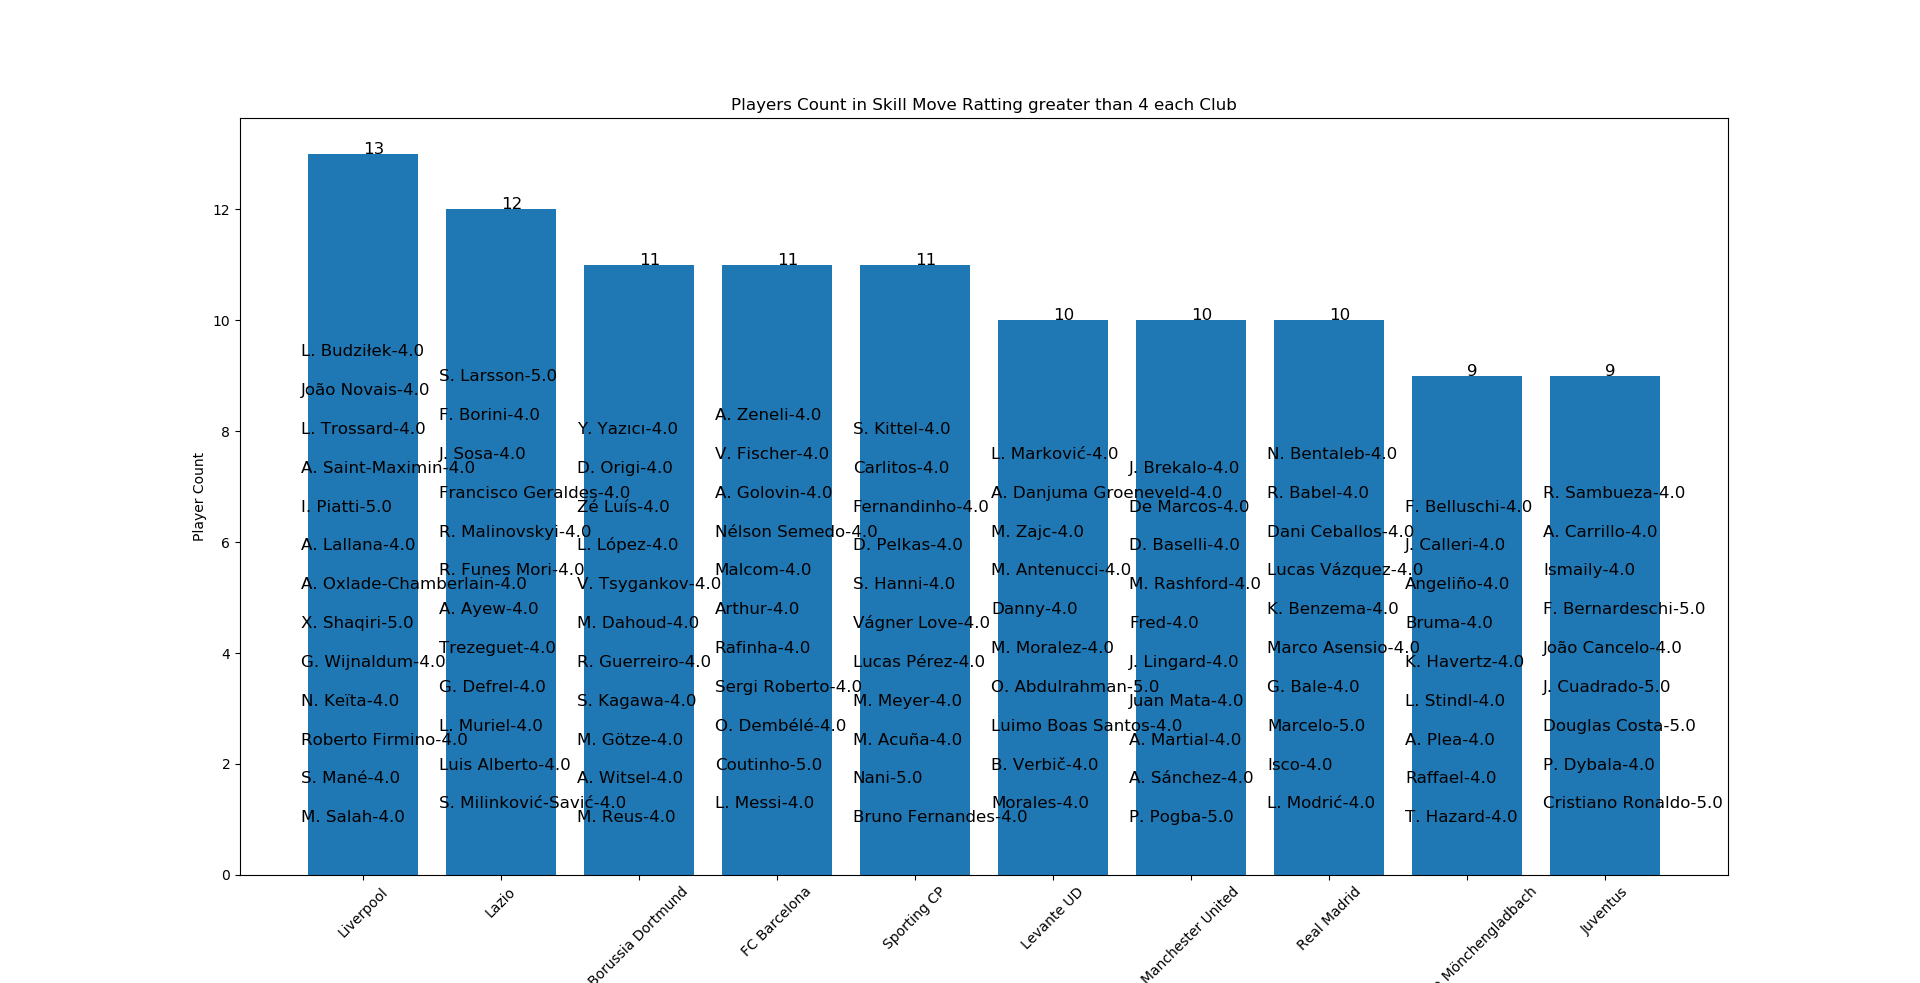 Players Count in Skill Move Ratting greater than 4 each Club
Player Count
12
10
8
6
4
2
0
13
L. Budziłek-4.0
João Novais-4.0
L. Trossard-4.0
A. Saint-Maximin-4.0
I. Piatti-5.0
A. Lallana-4.0
A. Oxlade-Chamberlain-4.0
X. Shaqiri-5.0
G. Wijnaldum-4.0
N. Keïta-4.0
Roberto Firmino-4.0
S. Mané-4.0
M. Salah-4.0
Liverpool
12
S. Larsson-5.0
F. Borini-4.0
J. Sosa-4.0
Francisco Geraldes-4.0
R. Malinovskyi-4.0
R. Funes Mori-4.0
A. Ayew-4.0
Trezeguet-4.0
G. Defrel-4.0
L. Muriel-4.0
Luis Alberto-4.0
S. Milinković-Savić-4.0
Lazio
11
Y. Yazıcı-4.0
D. Origi-4.0
Zé Luís-4.0
L. López-4.0
V. Tsygankov-4.0
M. Dahoud-4.0
R. Guerreiro-4.0
S. Kagawa-4.0
M. Götze-4.0
A. Witsel-4.0
M. Reus-4.0
Borussia Dortmund
11
A. Zeneli-4.0
V. Fischer-4.0
A. Golovin-4.0
Nélson Semedo-4.0
Malcom-4.0
Arthur-4.0
Rafinha-4.0
Sergi Roberto-4.0
O. Dembélé-4.0
Coutinho-5.0
L. Messi-4.0
FC Barcelona
11
S. Kittel-4.0
Carlitos-4.0
Fernandinho-4.0
D. Pelkas-4.0
S. Hanni-4.0
Vágner Love-4.0
Lucas Pérez-4.0
M. Meyer-4.0
M. Acuña-4.0
Nani-5.0
Bruno Fernandes-4.0
Sporting CP
10
L. Marković-4.0
A. Danjuma Groeneveld-4.0
M. Zajc-4.0
M. Antenucci-4.0
Danny-4.0
M. Moralez-4.0
O. Abdulrahman-5.0
Luimo Boas Santos-4.0
B. Verbič-4.0
Morales-4.0
Levante UD
10
J. Brekalo-4.0
De Marcos-4.0
D. Baselli-4.0
M. Rashford-4.0
Fred-4.0
J. Lingard-4.0
Juan Mata-4.0
A. Martial-4.0
A. Sánchez-4.0
P. Pogba-5.0
Manchester United
10
N. Bentaleb-4.0
R. Babel-4.0
Dani Ceballos-4.0
Lucas Vázquez-4.0
K. Benzema-4.0
Marco Asensio-4.0
G. Bale-4.0
Marcelo-5.0
Isco-4.0
L. Modrić-4.0
Real Madrid
9
F. Belluschi-4.0
J. Calleri-4.0
Angeliño-4.0
Bruma-4.0
K. Havertz-4.0
L. Stindl-4.0
A. Plea-4.0
Raffael-4.0
T. Hazard-4.0
Mönchengladbach
9
R. Sambueza-4.0
A. Carrillo-4.0
Ismaily-4.0
F. Bernardeschi-5.0
João Cancelo-4.0
J. Cuadrado-5.0
Douglas Costa-5.0
P. Dybala-4.0
Cristiano Ronaldo-5.0
Juventus